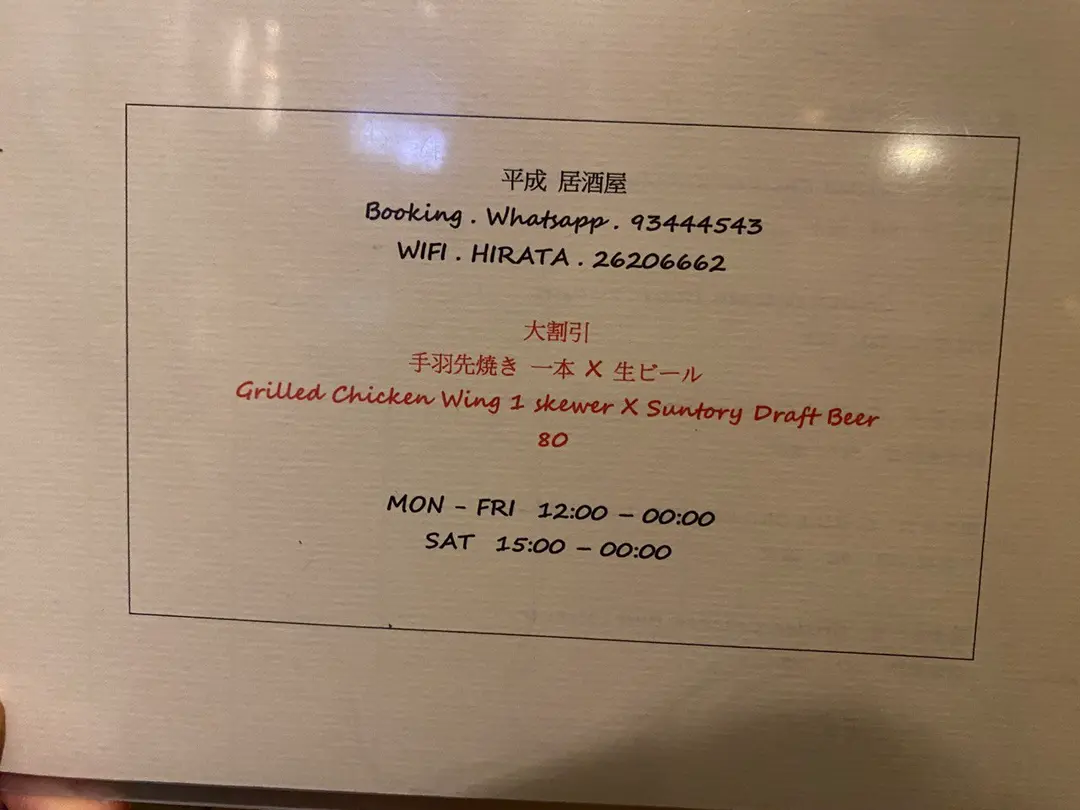 平成 居酒屋
Booking . Whatsapp . 93444543
WIFI . HIRATA . 26206662
大割引
手羽先焼き 一本 X 生ビール
Grilled Chicken Wing 1 skewer X Suntory Draft Beer
80
MON - FRI 12:00 – 00:00
SAT 15:00 – 00:00